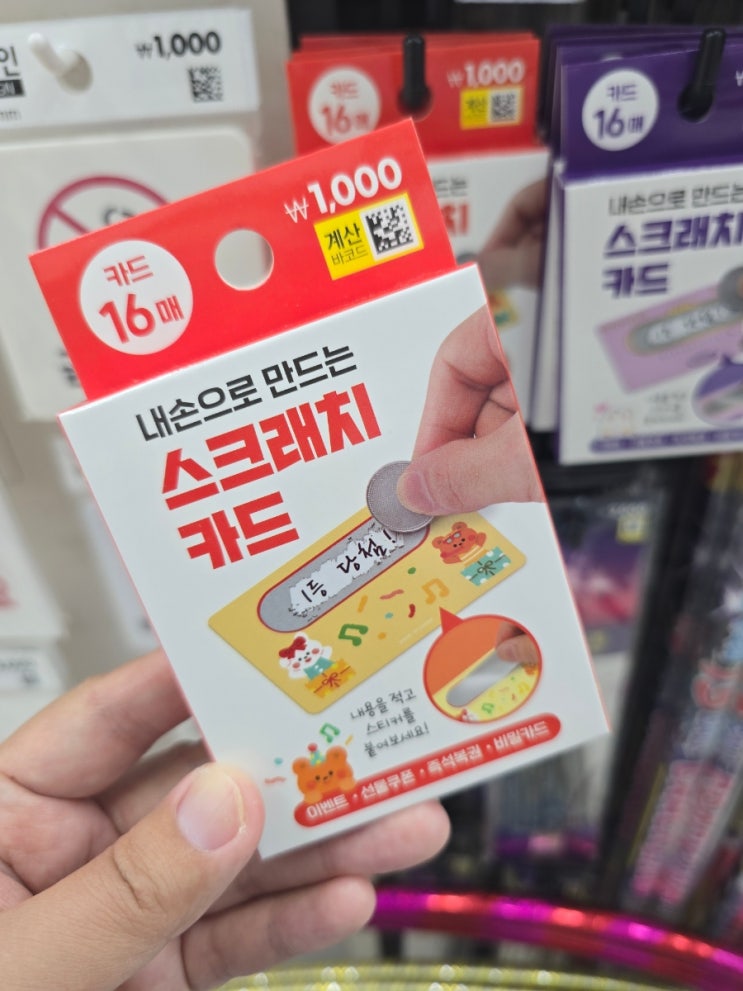 ₩1,000
계산
바코드
카드
16매
내손으로 만드는
스크래치
카드
1등 당첨!
내용을 적고
스티커를
붙여보세요!
이벤트 · 선물쿠폰 · 즉석복권 · 비밀카드
인
₩1,000
카드
16매
₩1,000
계산
카드
16매
내손으로 만드는
스크래치
카드